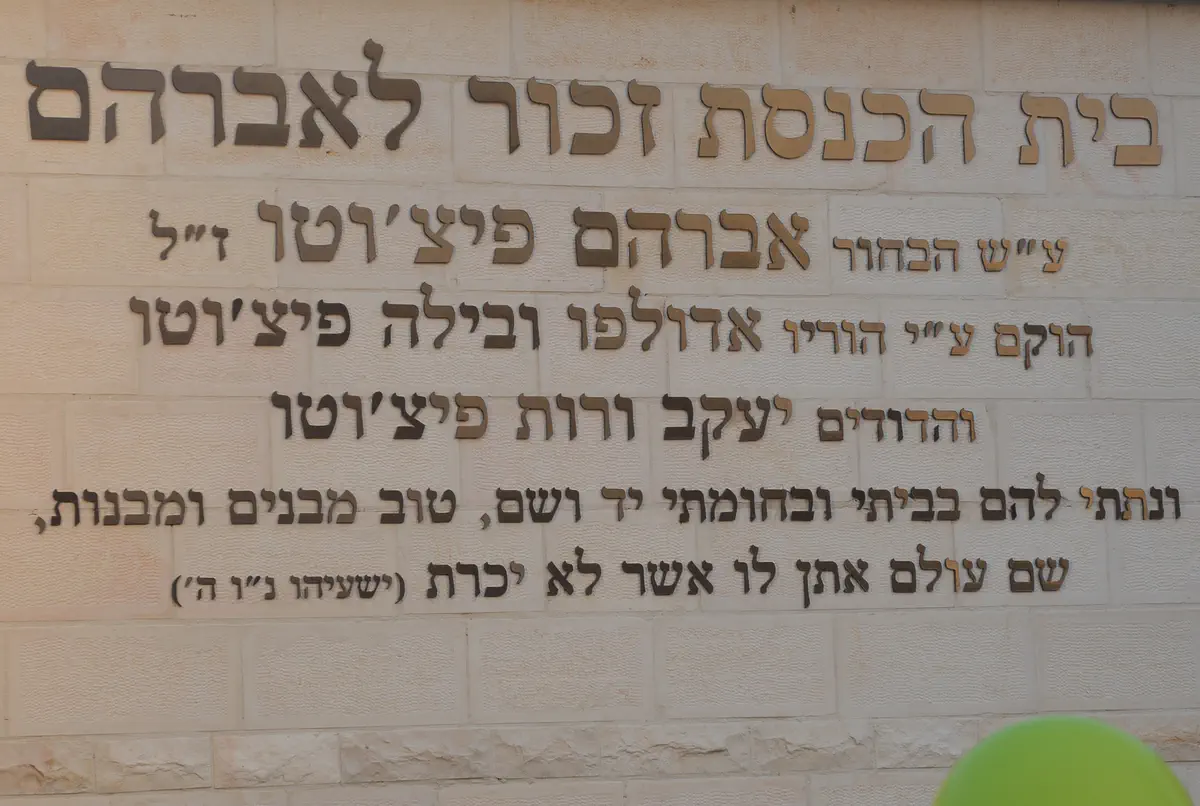 בית הכנסת זכור לאברהם
ע״ש הבחור אברהם פיצ׳וטו ז״ל
הוקם ע״י הוריו אדולפו ובילה פיצ׳וטו
והדודים יעקב ורות פיצ׳וטו
ונתתי להם בביתי ובחומתי יד ושם, טוב מבנים ומבנות,
שם עולם אתן לו אשר לא יכרת (ישעיהו נ״ו ה׳)